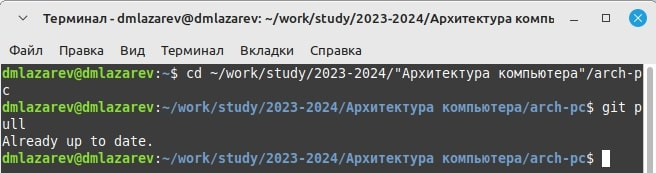 Терминал - dmlazarev@dmlazarev: ~/work/study/2023-2024/Архитектура компь
Файл Правка Вид Терминал Вкладки Справка
dmlazarev@dmlazarev:~$ cd ~/work/study/2023-2024/"Архитектура компьютера"/arch-p
c
dmlazarev@dmlazarev:~/work/study/2023-2024/Архитектура компьютера/arch-pc$ git p
ull
Already up to date.
dmlazarev@dmlazarev:~/work/study/2023-2024/Архитектура компьютера/arch-pc$